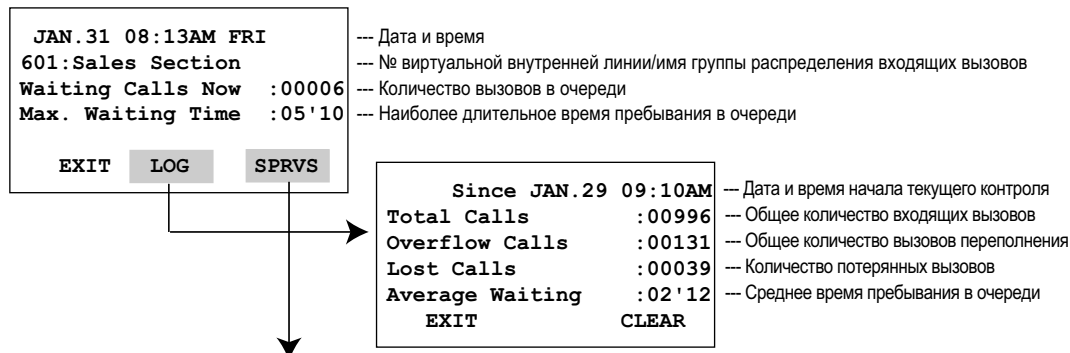 JAN.31 08:13AM FRI --- Дата и время
601:Sales Section --- № виртуальной внутренней линии/имя группы распределения входящих вызовов
Waiting Calls Now :00006 --- Количество вызовов в очереди
Max. Waiting Time :05'10 --- Наиболее длительное время пребывания в очереди
EXIT LOG SPRVS
Since JAN.29 09:10AM --- Дата и время начала текущего контроля
Total Calls :00996 --- Общее количество входящих вызовов
Overflow Calls :00131 --- Общее количество вызовов переполнения
Lost Calls :00039 --- Количество потерянных вызовов
Average Waiting :02'12 --- Среднее время пребывания в очереди
EXIT CLEAR